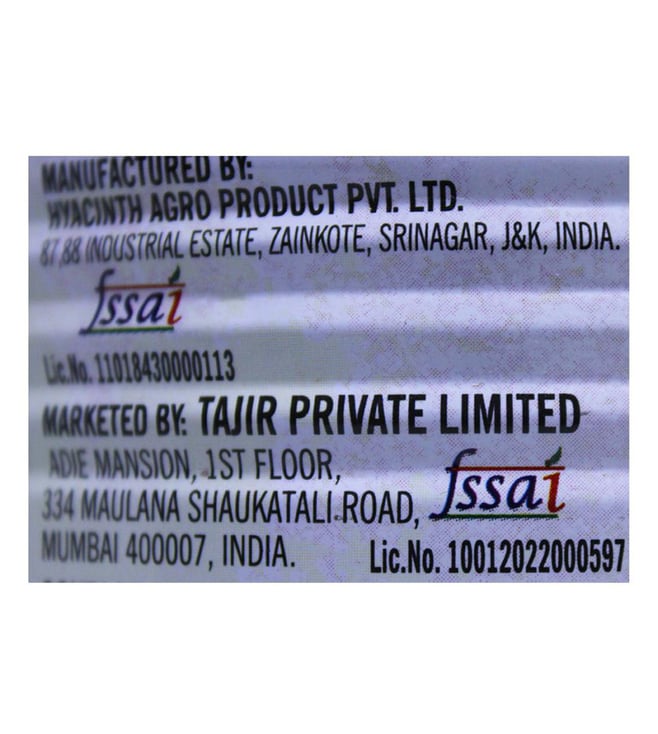 MANUFACTURED BY:
HYACINTH AGRO PRODUCT PVT. LTD.
87,88 INDUSTRIAL ESTATE, ZAINKOTE, SRINAGAR, J&K, INDIA.
fssai
Lic.No. 11018430000113
MARKETED BY: TAJIR PRIVATE LIMITED
ADIE MANSION, 1ST FLOOR,
334 MAULANA SHAUKATALI ROAD,
fssai
MUMBAI 400007, INDIA.
Lic.No. 10012022000597